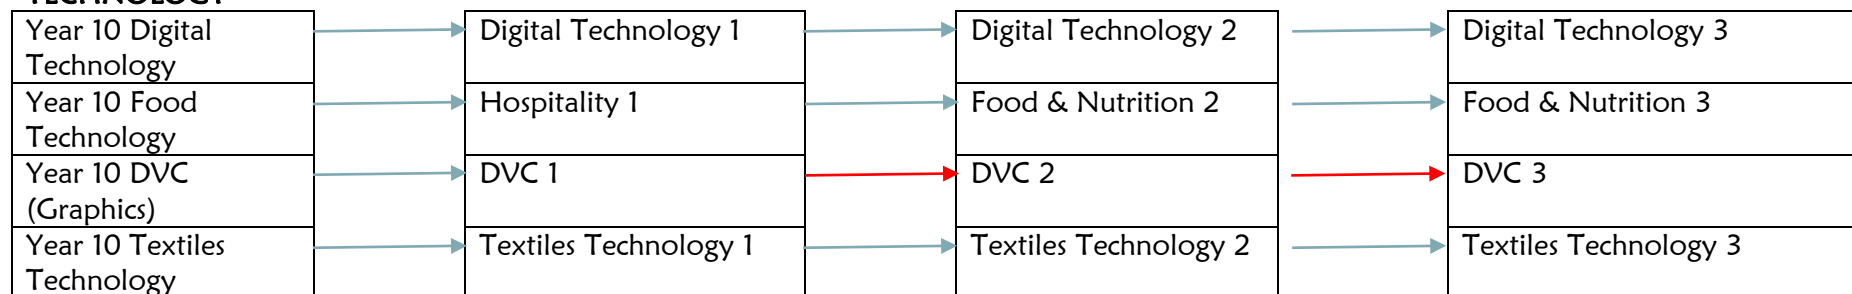 TECHNOLOGY
Year 10 Digital
Technology
Digital Technology 1
Digital Technology 2
Digital Technology 3
Year 10 Food
Technology
Hospitality 1
Food & Nutrition 2
Food & Nutrition 3
Year 10 DVC
(Graphics)
DVC 1
DVC 2
DVC 3
Year 10 Textiles
Technology
Textiles Technology 1
Textiles Technology 2
Textiles Technology 3